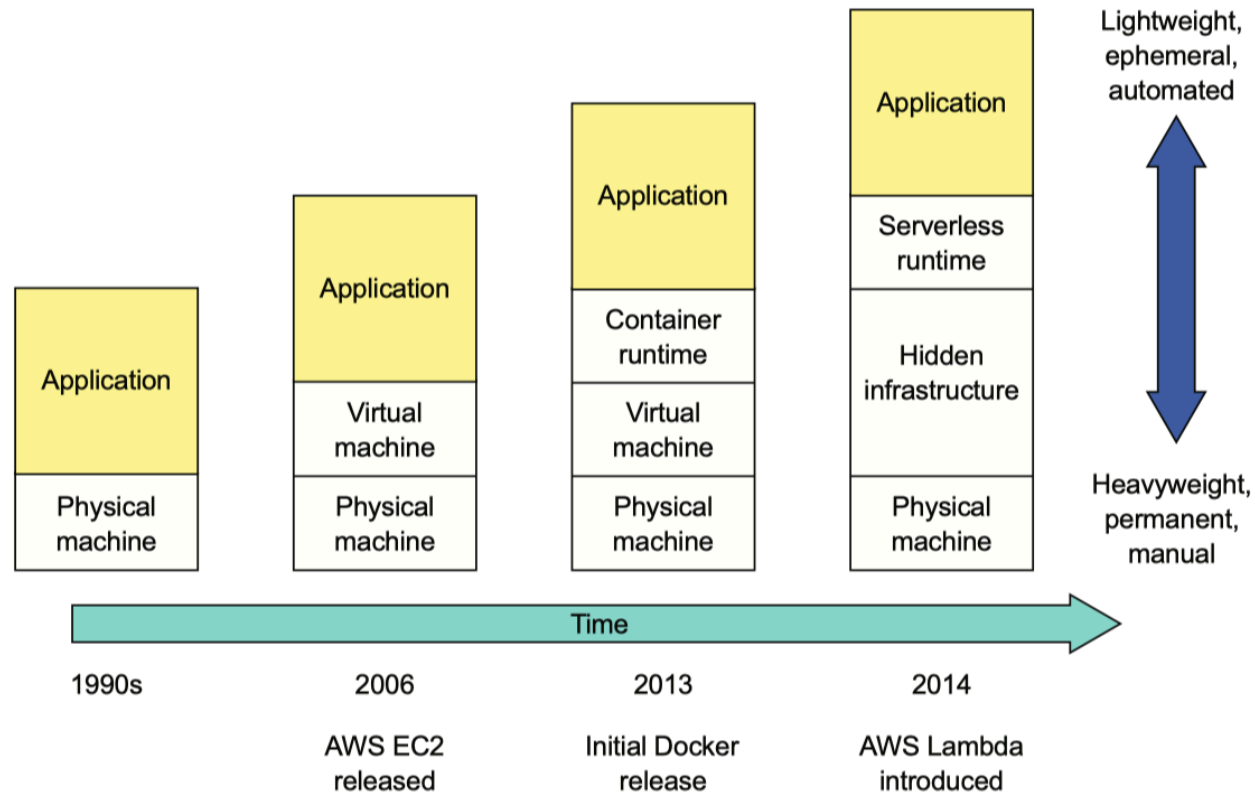 Application
Physical
machine
Application
Virtual
machine
Physical
machine
Application
Container
runtime
Virtual
machine
Physical
machine
Application
Serverless
runtime
Hidden
infrastructure
Physical
machine
Lightweight,
ephemeral,
automated
Heavyweight,
permanent,
manual
Time
1990s
2006
AWS EC2
released
2013
Initial Docker
release
2014
AWS Lambda
introduced